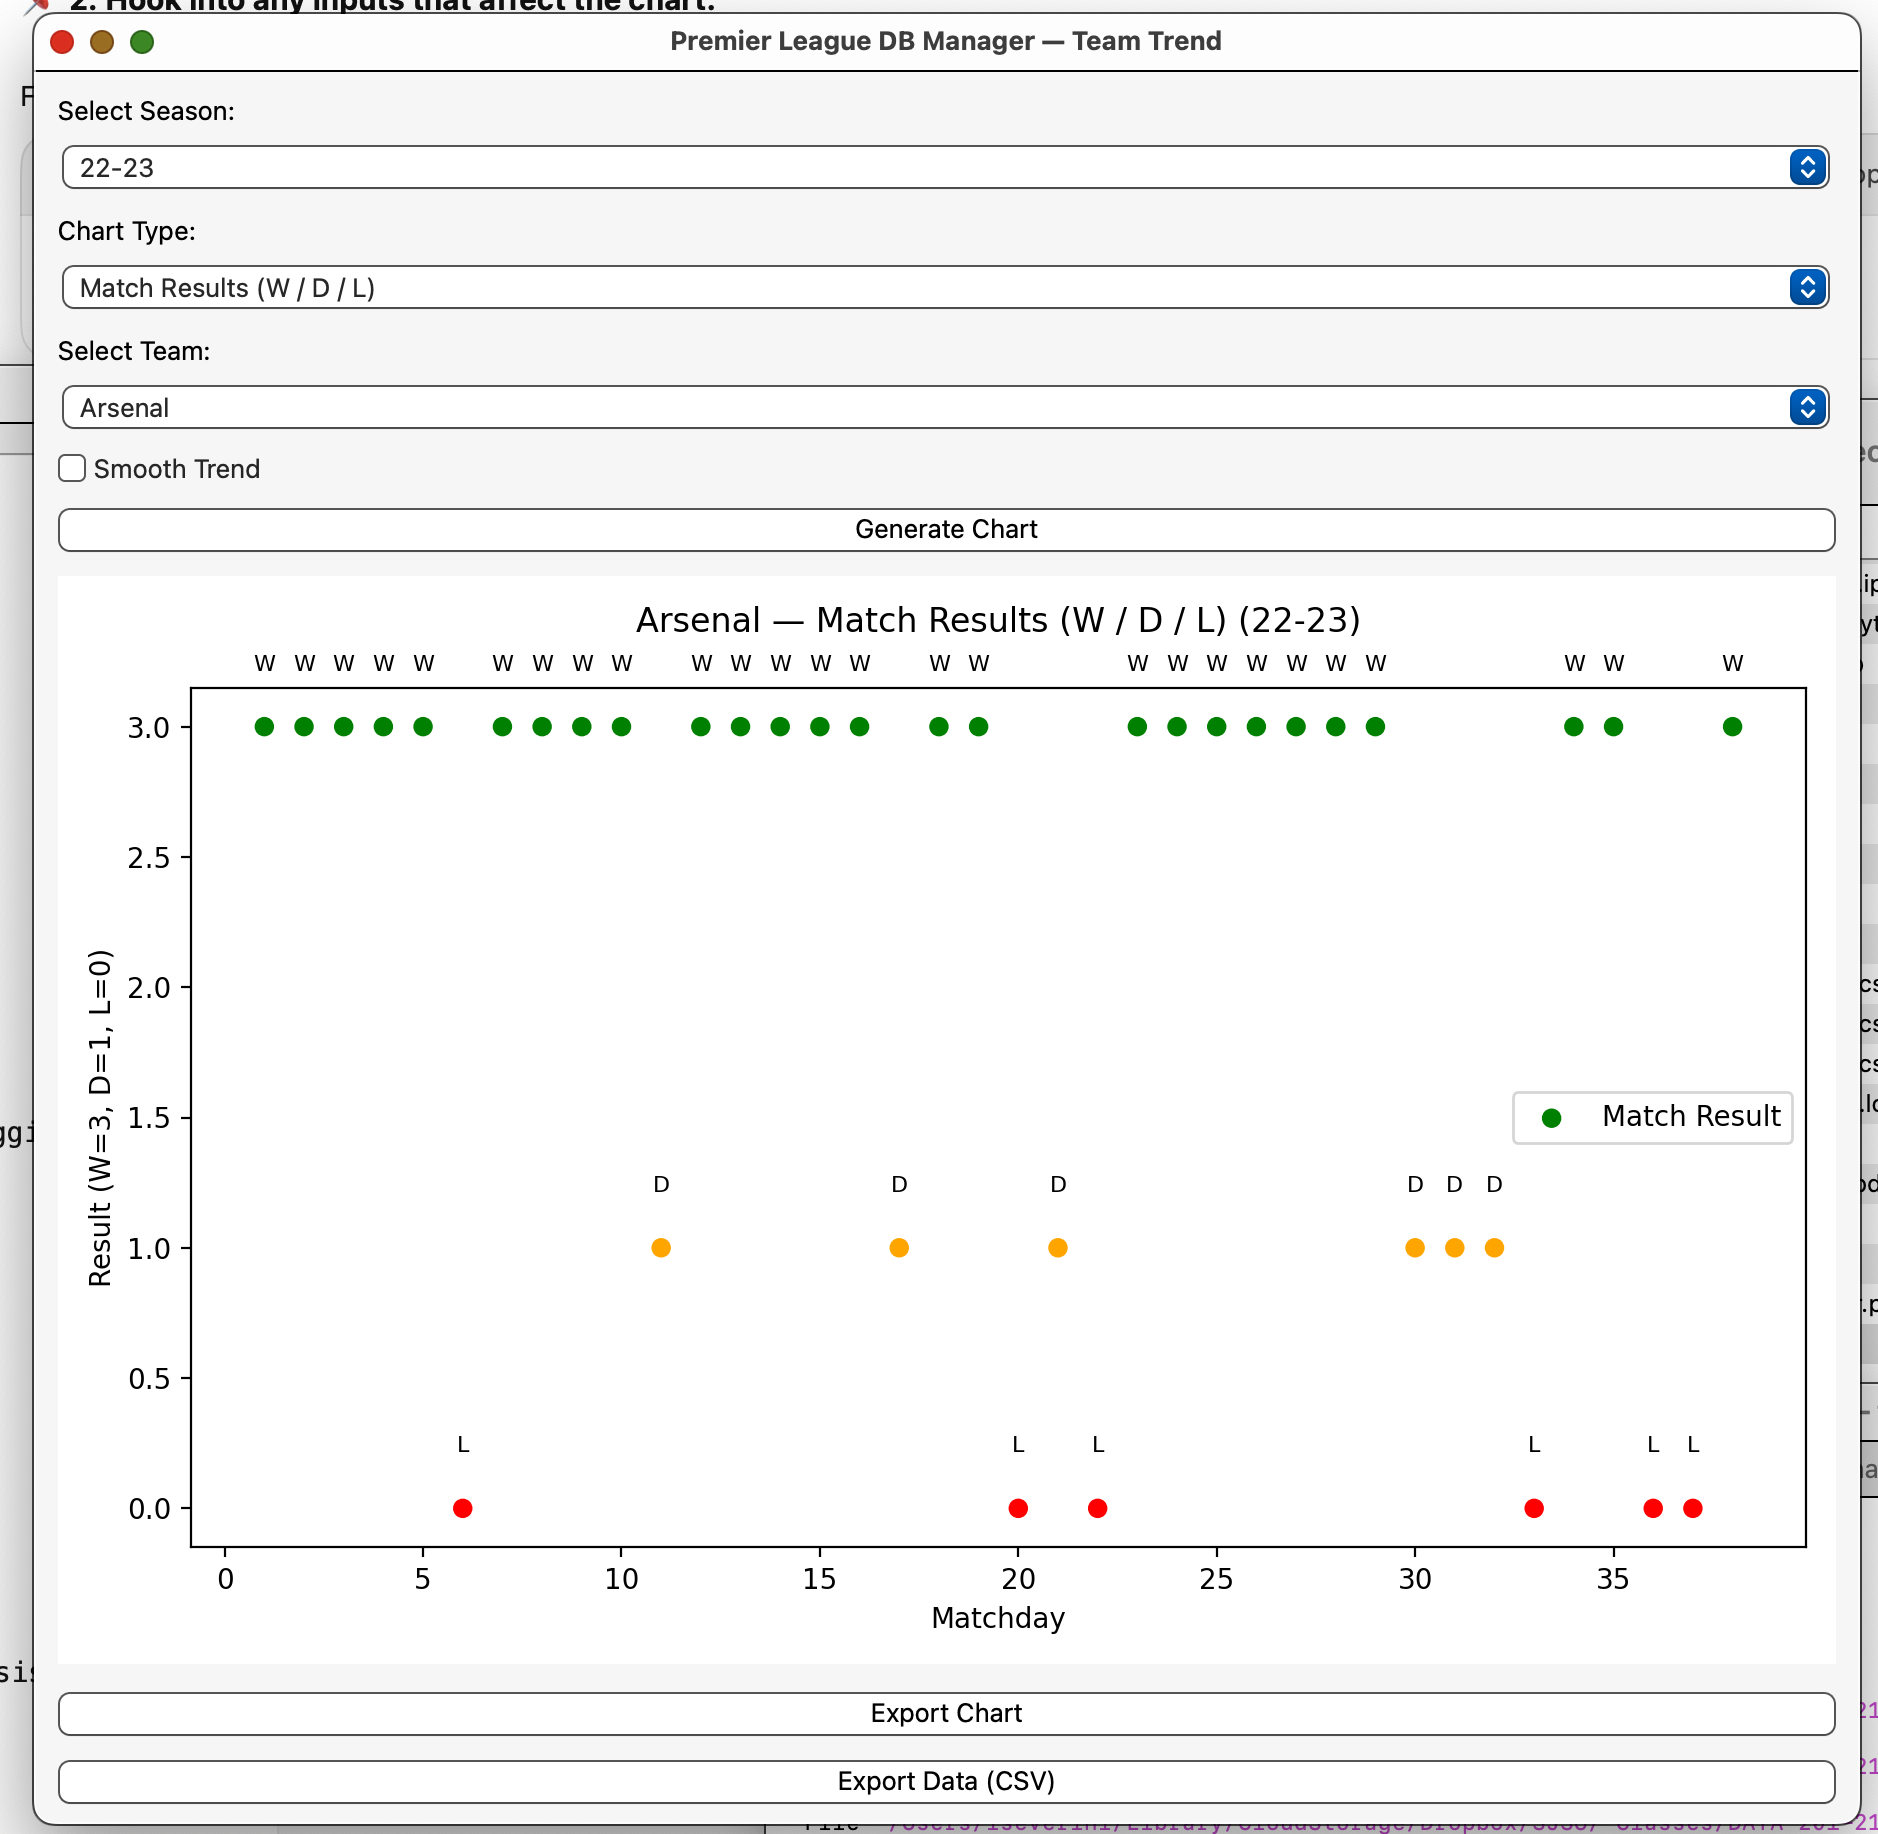 2. Hook into any inputs that affect the chart.
Premier League DB Manager — Team Trend
Select Season:
22-23
Chart Type:
Match Results (W / D / L)
Select Team:
Arsenal
Smooth Trend
Generate Chart
Arsenal — Match Results (W / D / L) (22-23)
W W W W W W W W W W W W W W W W W W W W W W W W W W
3.0
2.5
2.0
1.5
1.0
0.5
0.0
Result (W=3, D=1, L=0)
Match Result
D D D D D D
L L L L L L
0 5 10 15 20 25 30 35
Matchday
Export Chart
Export Data (CSV)